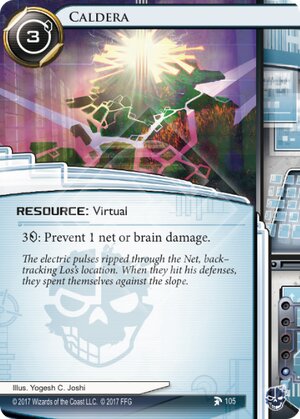 CALDERA
3
RESOURCE: Virtual
3: Prevent 1 net or brain damage.
The electric pulses ripped through the Net, back–
tracking Los's location. When they hit his defenses,
they spent themselves against the slope.
Illus. Yogesh C. Joshi
© 2017 Wizards of the Coast LLC. © 2017 FFG
105